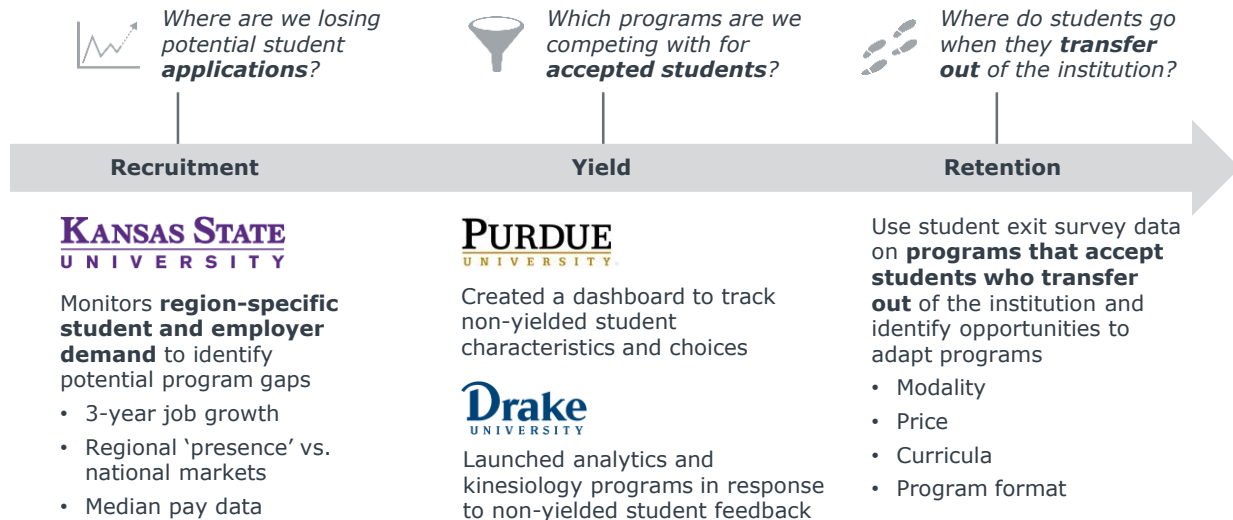 Where are we losing
potential student
applications?
Which programs are we
competing with for
accepted students?
Where do students go
when they transfer
out of the institution?
Recruitment
Yield
Retention
KANSAS STATE
UNIVERSITY
Monitors region-specific
student and employer
demand to identify
potential program gaps
• 3-year job growth
• Regional ‘presence’ vs.
national markets
• Median pay data
PURDUE
UNIVERSITY
Created a dashboard to track
non-yielded student
characteristics and choices
Drake
UNIVERSITY
Launched analytics and
kinesiology programs in response
to non-yielded student feedback
Use student exit survey data
on programs that accept
students who transfer
out of the institution and
identify opportunities to
adapt programs
• Modality
• Price
• Curricula
• Program format